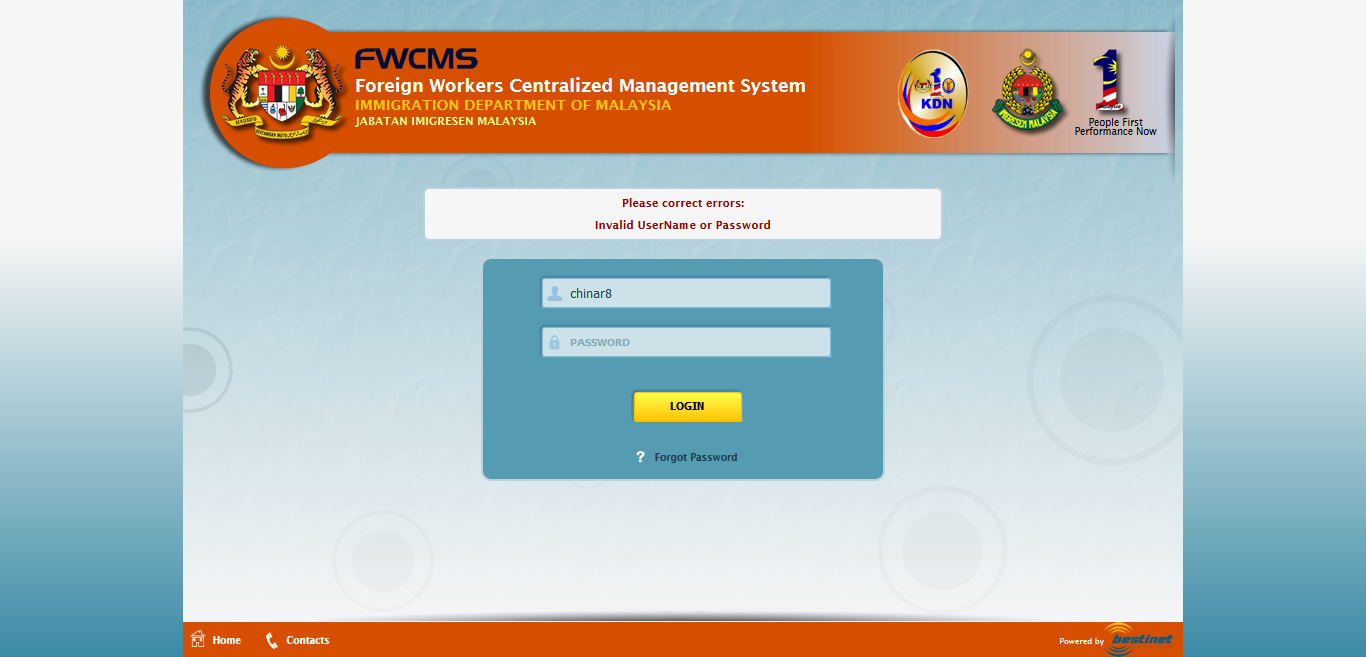 FWCMS
Foreign Workers Centralized Management System
IMMIGRATION DEPARTMENT OF MALAYSIA
JABATAN IMIGRESEN MALAYSIA
KDN
IMIGRESEN MALAYSIA
1
People First
Performance Now
Please correct errors:
Invalid UserName or Password
chinar8
PASSWORD
LOGIN
? Forgot Password
Home
Contacts
Powered by bestinet